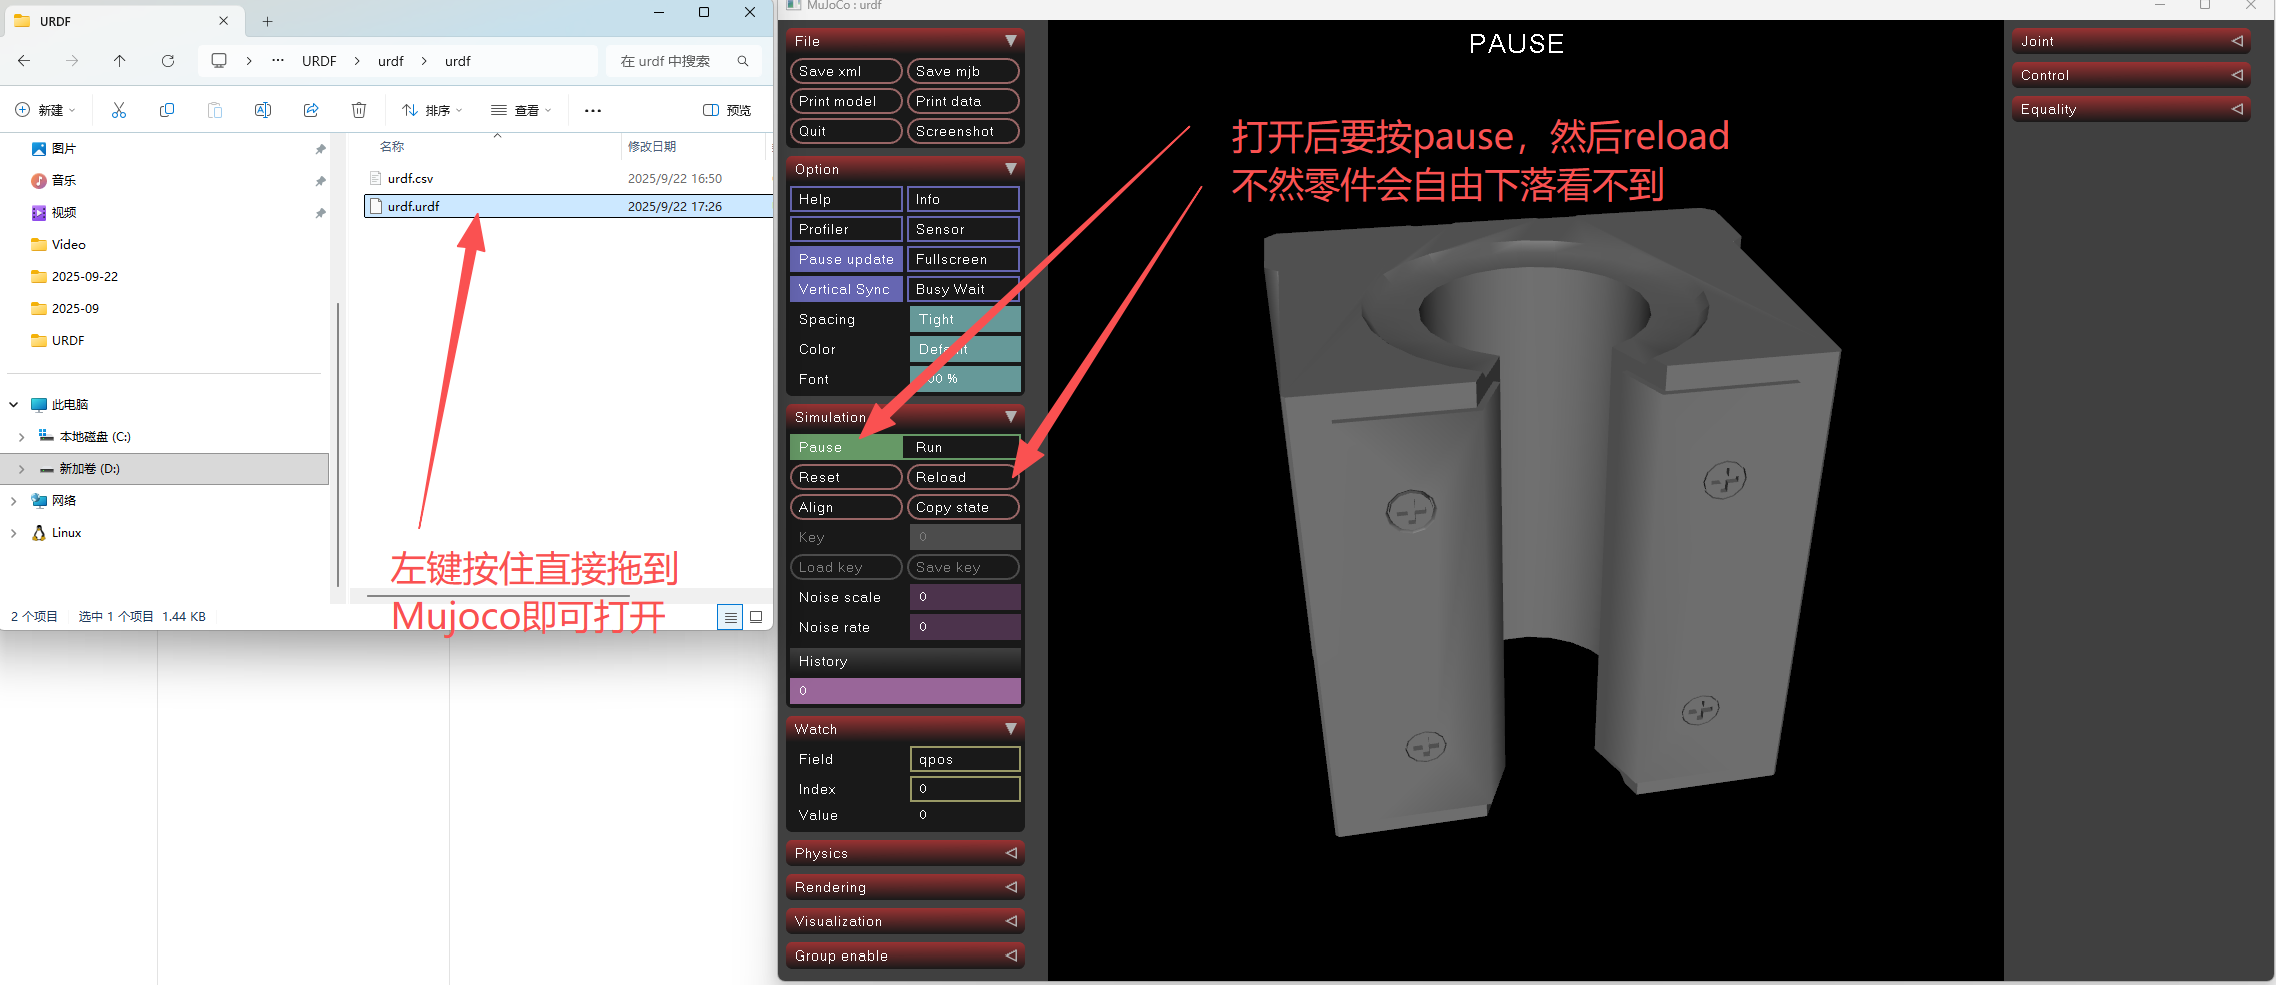 URDF
URDF
urdf
urdf
在 urdf 中搜索
新建
排序
查看
预览
图片
音乐
视频
Video
2025-09-22
2025-09
URDF
此电脑
本地磁盘 (C:)
新加卷 (D:)
网络
Linux
名称
修改日期
urdf.csv
2025/9/22 16:50
urdf.urdf
2025/9/22 17:26
左键按住直接拖到
Mujoco即可打开
2 个项目
选中 1 个项目 1.44 KB
MuJoCo : urdf
File
Save xml
Save mjb
Print model
Print data
Quit
Screenshot
Option
Help
Info
Profiler
Sensor
Pause update
Fullscreen
Vertical Sync
Busy Wait
Spacing
Tight
Color
Font
Simulation
Pause
Run
Reset
Reload
Align
Copy state
Key
0
Load key
Save key
Noise scale
0
Noise rate
0
History
0
Watch
Field
qpos
Index
0
Value
0
Physics
Rendering
Visualization
Group enable
PAUSE
打开后要按pause，然后reload
不然零件会自由下落看不到
Joint
Control
Equality